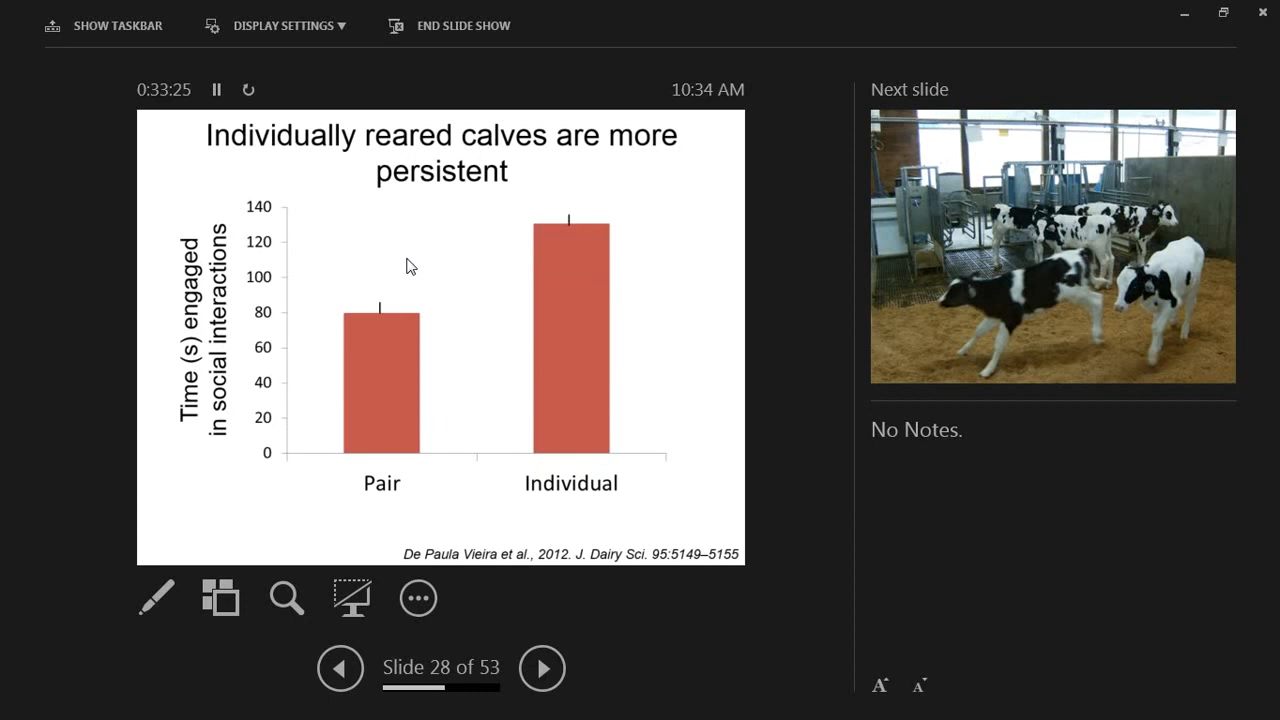 SHOW TASKBAR
DISPLAY SETTINGS ▼
END SLIDE SHOW
0:33:25
10:34 AM
Individually reared calves are more
persistent
Time (s) engaged
in social interactions
140
120
100
80
60
40
20
0
Pair
Individual
De Paula Vieira et al., 2012. J. Dairy Sci. 95:5149–5155
Slide 28 of 53
Next slide
No Notes.
A
A